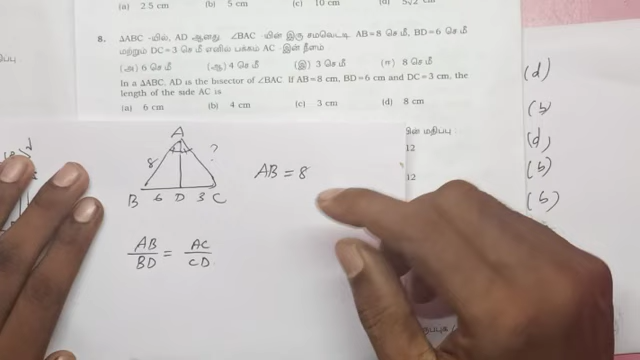 (a) 2.5 cm (b) 5 cm (c) 10 cm (d) 5√2 cm
8. ΔABC -யில், AD ஆனது ∠BAC -யின் இரு சமவெட்டி. AB=8 செ மீ, BD=6 செ மீ
மற்றும் DC=3 செ மீ எனில் பக்கம் AC -இன் நீளம்
(அ) 6 செ மீ (ஆ) 4 செ மீ (இ) 3 செ மீ (ஈ) 8 செ மீ
In a ΔABC, AD is the bisector of ∠BAC If AB=8 cm, BD=6 cm and DC=3 cm, the
length of the side AC is
(a) 6 cm (b) 4 cm (c) 3 cm (d) 8 cm
மதிப்பு
12
12
A
8 ?
B 6 D 3 C
AB = 8
AB/BD = AC/CD
(d)
(b)
(d)
(b)
(b)